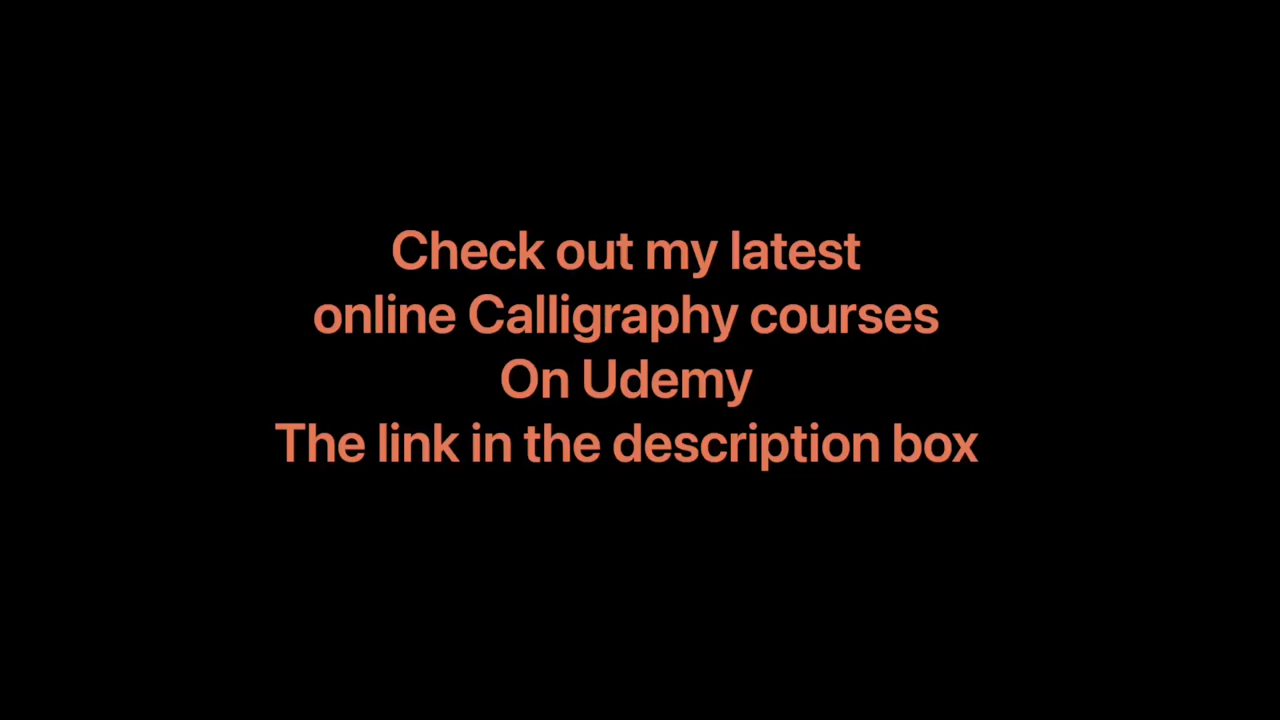 Check out my latest
online Calligraphy courses
On Udemy
The link in the description box